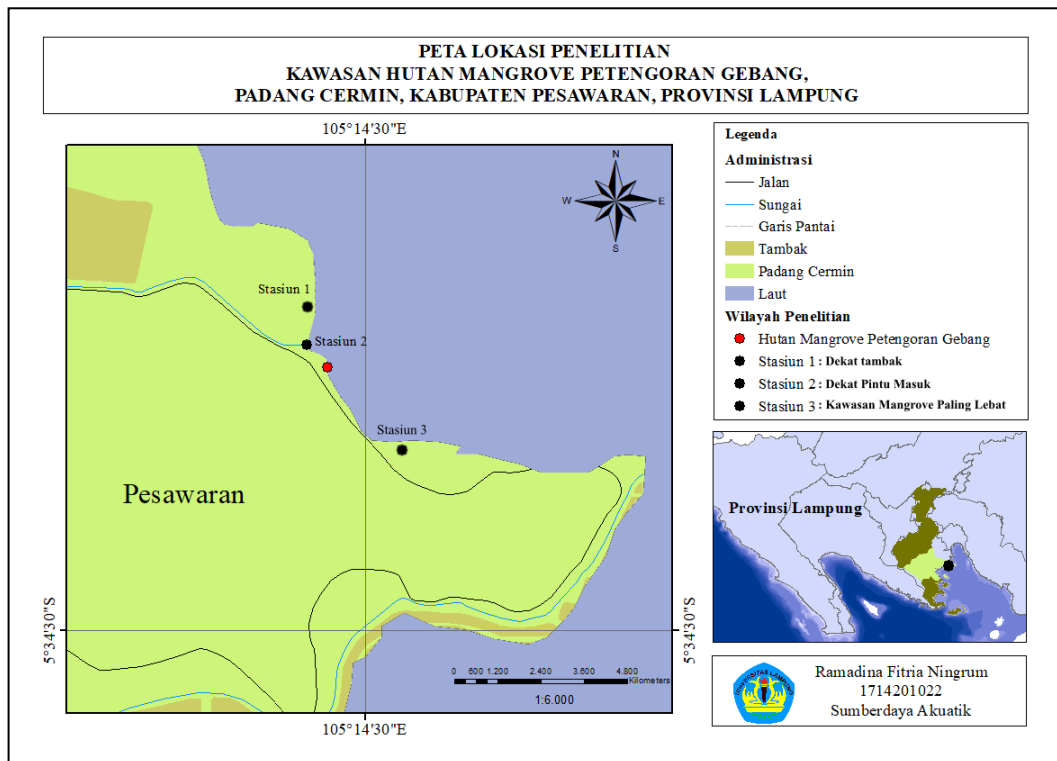 PETA LOKASI PENELITIAN
KAWASAN HUTAN MANGROVE PETENGORAN GEBANG,
PADANG CERMIN, KABUPATEN PESAWARAN, PROVINSI LAMPUNG
105°14'30"E
N
W
E
S
Stasiun 1
Stasiun 2
Stasiun 3
Pesawaran
5°34'30"S
5°34'30"S
0 600 1.200 2.400 3.600 4.800
Kilometers
1:6.000
105°14'30"E
Legenda
Administrasi
Jalan
Sungai
Garis Pantai
Tambak
Padang Cermin
Laut
Wilayah Penelitian
Hutan Mangrove Petengoran Gebang
Stasiun 1 : Dekat tambak
Stasiun 2 : Dekat Pintu Masuk
Stasiun 3 : Kawasan Mangrove Paling Lebat
Provinsi Lampung
UNIVERSITAS LAMPUNG
Ramadina Fitria Ningrum
1714201022
Sumberdaya Akuatik